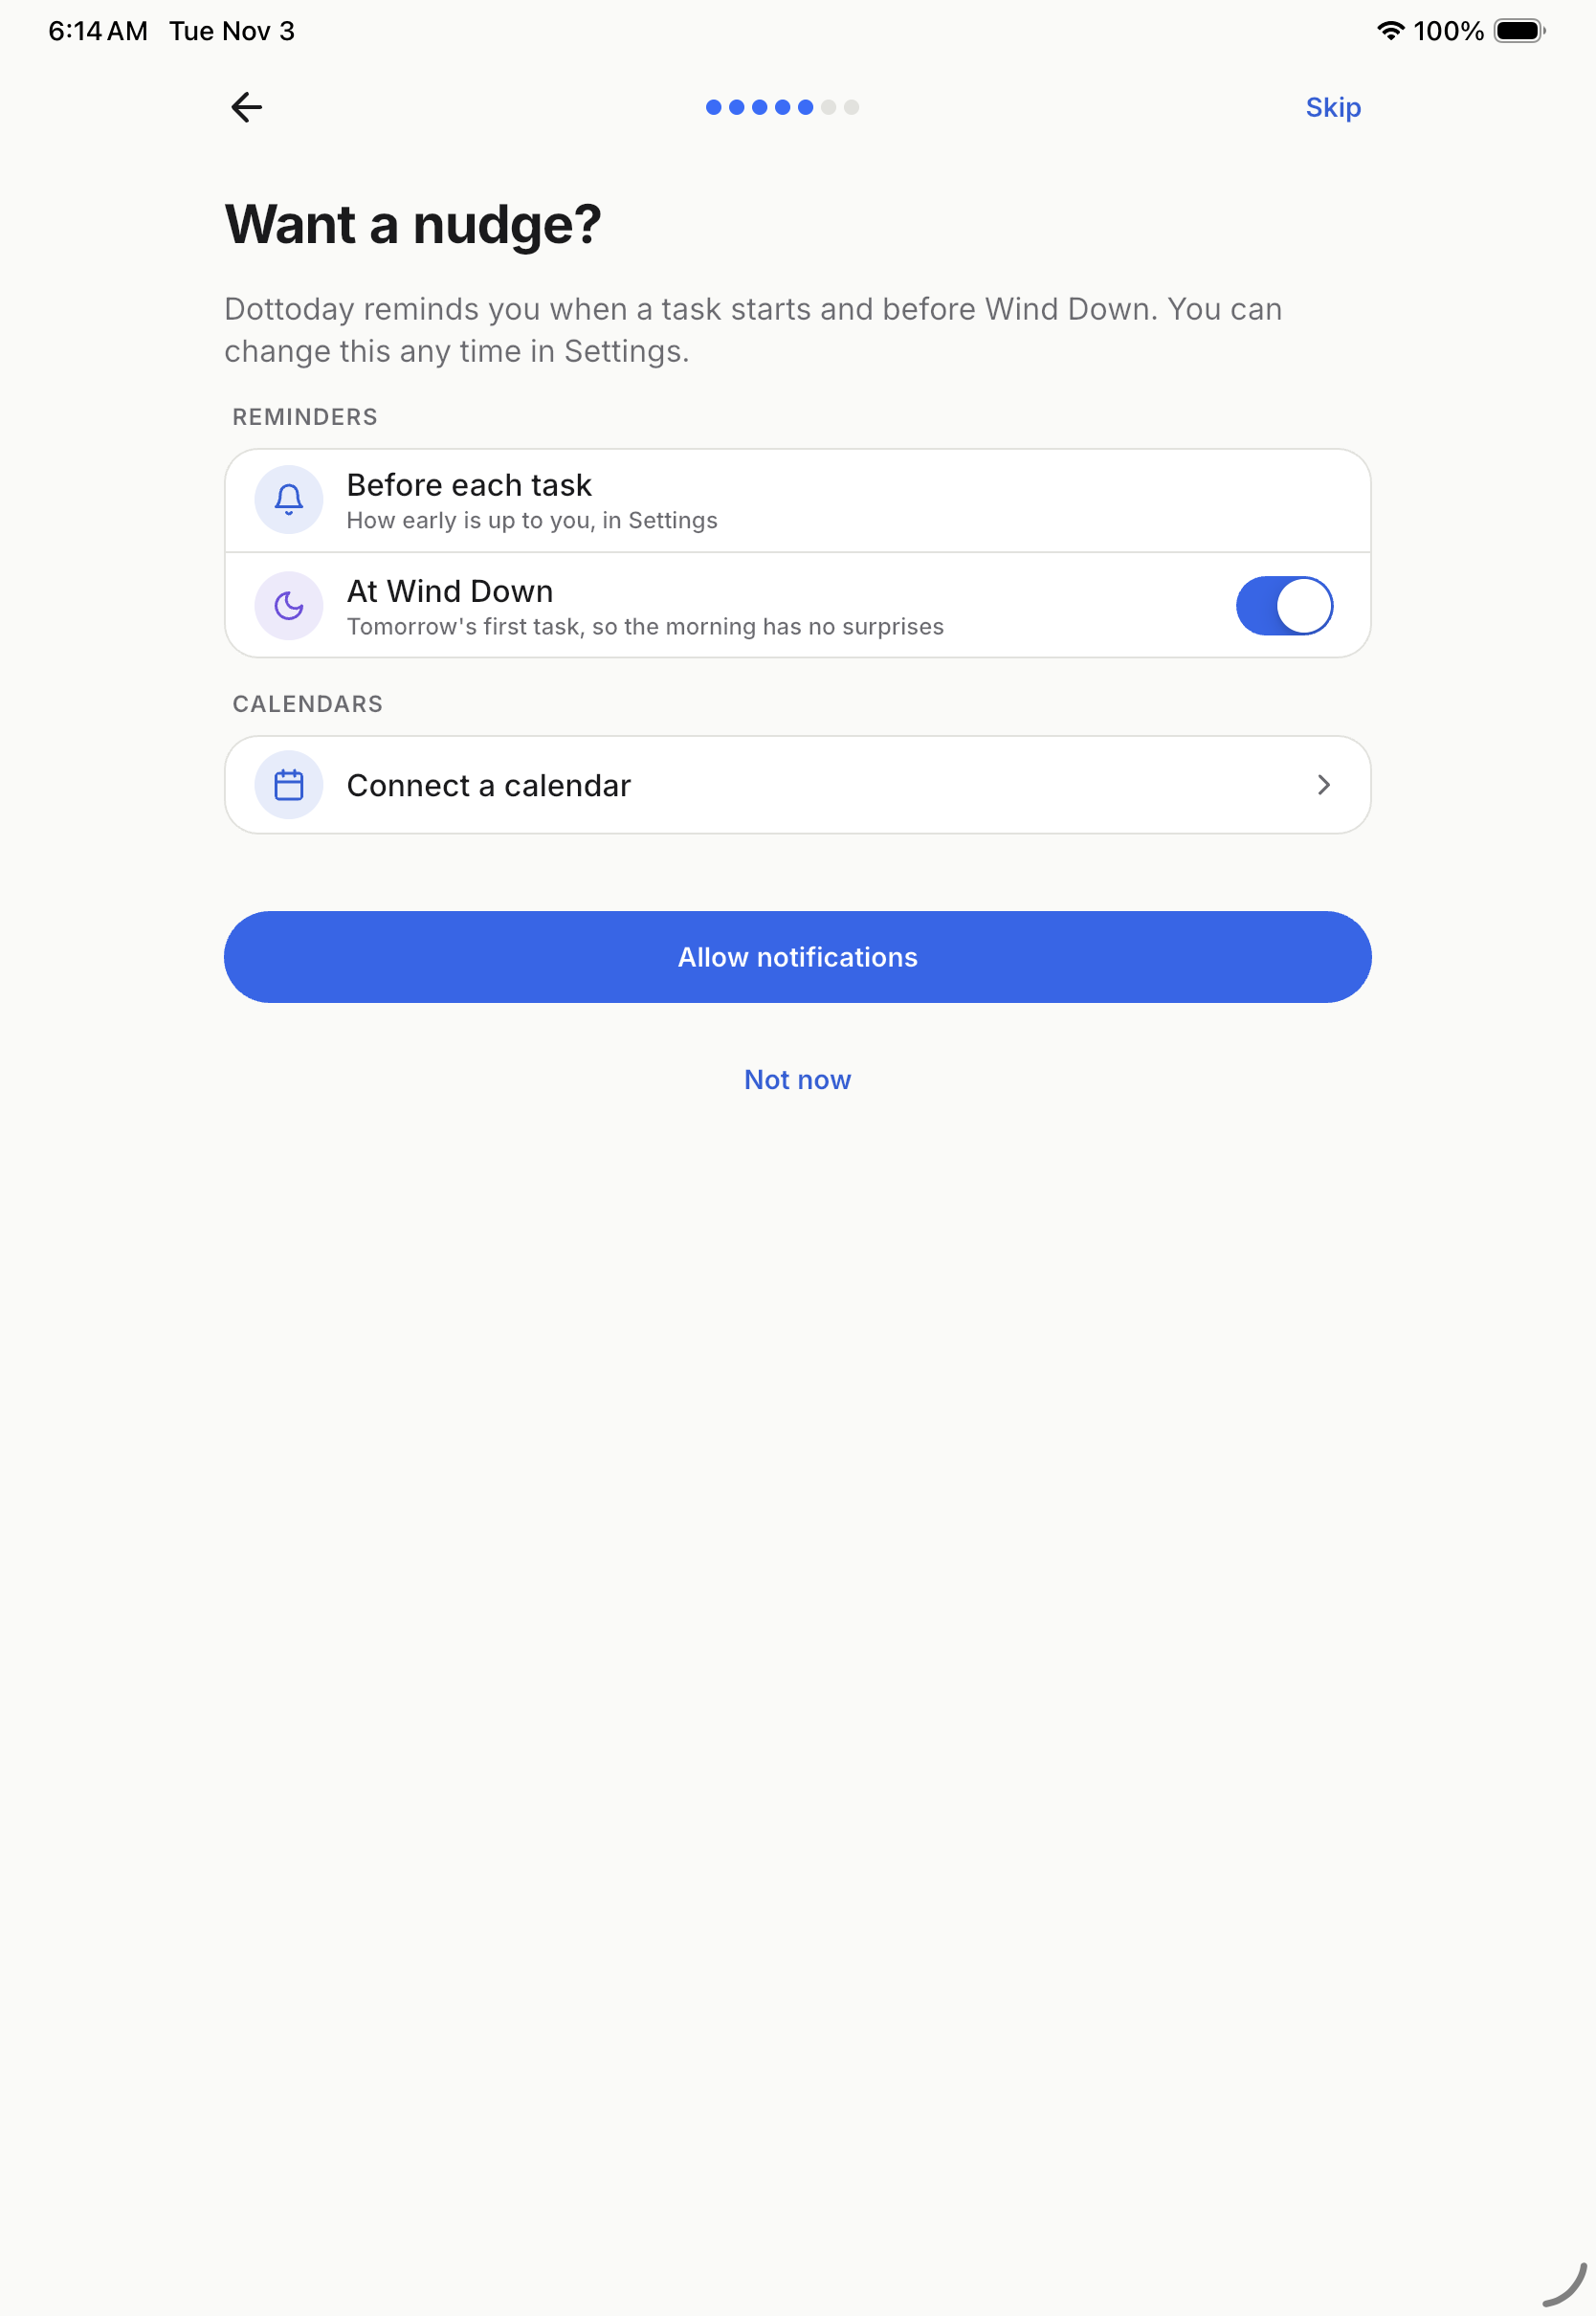 6:14 AM Tue Nov 3
100%
Skip
Want a nudge?
Dottoday reminds you when a task starts and before Wind Down. You can
change this any time in Settings.
REMINDERS
Before each task
How early is up to you, in Settings
At Wind Down
Tomorrow's first task, so the morning has no surprises
CALENDARS
Connect a calendar
Allow notifications
Not now